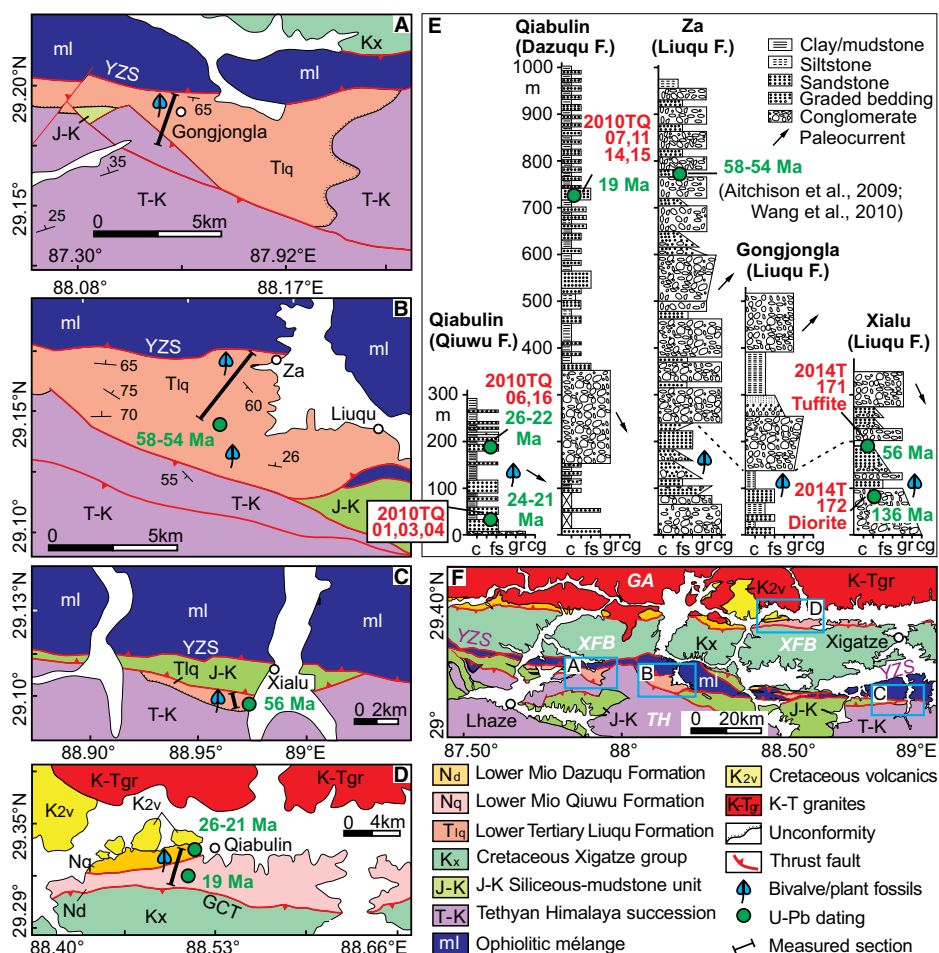 A
Kx
ml
YZS
ml
29.20°N
65
Gongjongla
J-K
Tlq
35
T-K
T-K
29.15°
25
0 5km
87.30° 87.92°E
88.08° 88.17°E
B
ml
YZS
ml
65
Za
75
Tlq
60
70
29.15°N
Liuqu
58-54 Ma
26
55
T-K
T-K
J-K
29.10°
0 5km
C
29.13°N
ml
ml
ml
YZS
Tlq
J-K
Xialu
29.10°
56 Ma
T-K
0 2km
88.90° 88.95° 89°E
D
K-Tgr
K-Tgr
K2v
K2v
0 4km
29.35°N
26-21 Ma
Qiabulin
Nq
19 Ma
Nd
GCT
Kx
29.29°
88.40° 88.53° 88.66°E
E
Qiabulin
(Dazuqu F.)
Za
(Liuqu F.)
Clay/mudstone
Siltstone
Sandstone
Graded bedding
Conglomerate
Paleocurrent
1000
m
900
800
700
600
500
400
300
200
100
0
2010TQ
07,11
14,15
19 Ma
58-54 Ma
(Aitchison et al., 2009;
Wang et al., 2010)
Gongjongla
(Liuqu F.)
Qiabulin
(Qiuwu F.)
Xialu
(Liuqu F.)
300
m
200
100
0
2010TQ
06,16
26-22
Ma
24-21
Ma
2010TQ
01,03,04
2014T
171
Tuffite
56 Ma
2014T
172
Diorite
136 Ma
c fs grcg
c fs grcg
c fs grcg
c fs grcg
c fs grcg
F
GA
K2v
K-Tgr
D
29.40°N
YZS
XFB
Kx
XFB
Xigatze
A
B
ml
YZS
C
Lhaze
J-K
TH
J-K
T-K
0 20km
29°
87.50° 88° 88.50° 89°E
Nd Lower Mio Dazuqu Formation
Nq Lower Mio Qiuwu Formation
Tlq Lower Tertiary Liuqu Formation
Kx Cretaceous Xigatze group
J-K J-K Siliceous-mudstone unit
T-K Tethyan Himalaya succession
ml Ophiolitic mélange
K2v Cretaceous volcanics
K-Tgr K-T granites
Unconformity
Thrust fault
Bivalve/plant fossils
U-Pb dating
Measured section